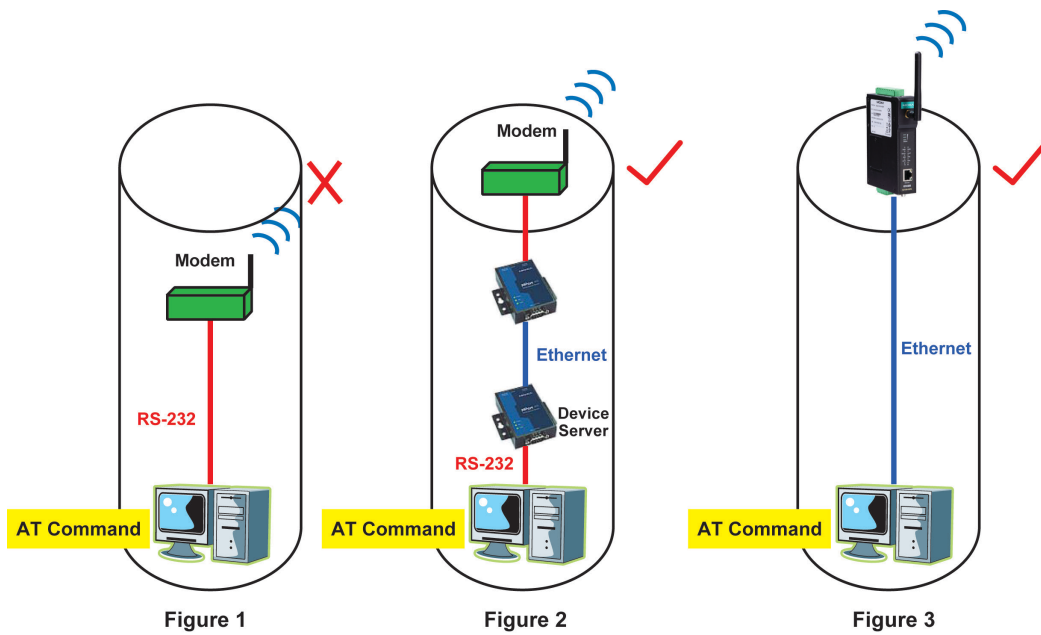 Modem
RS-232
AT Command
Figure 1
Modem
Ethernet
Device
Server
RS-232
AT Command
Figure 2
Ethernet
AT Command
Figure 3